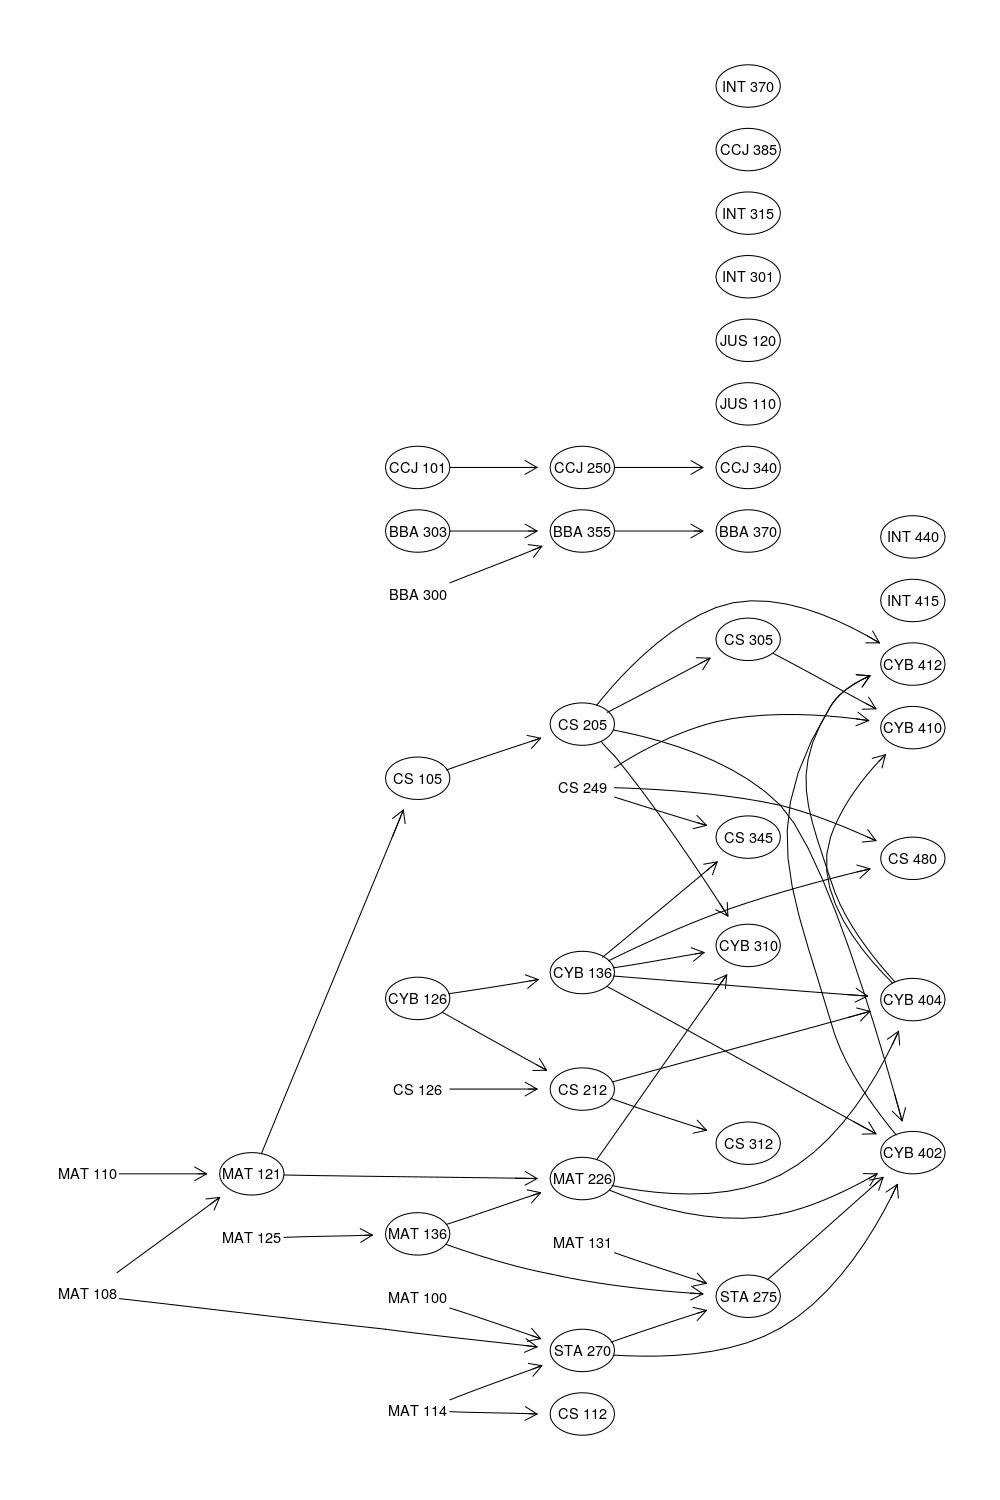 INT 370
CCJ 385
INT 315
INT 301
JUS 120
JUS 110
CCJ 101
CCJ 250
CCJ 340
BBA 303
BBA 355
BBA 370
INT 440
BBA 300
INT 415
CS 305
CYB 412
CS 205
CYB 410
CS 105
CS 249
CS 345
CS 480
CYB 310
CYB 136
CYB 126
CYB 404
CS 126
CS 212
CS 312
CYB 402
MAT 110
MAT 121
MAT 226
MAT 125
MAT 136
MAT 131
MAT 108
MAT 100
STA 275
STA 270
MAT 114
CS 112